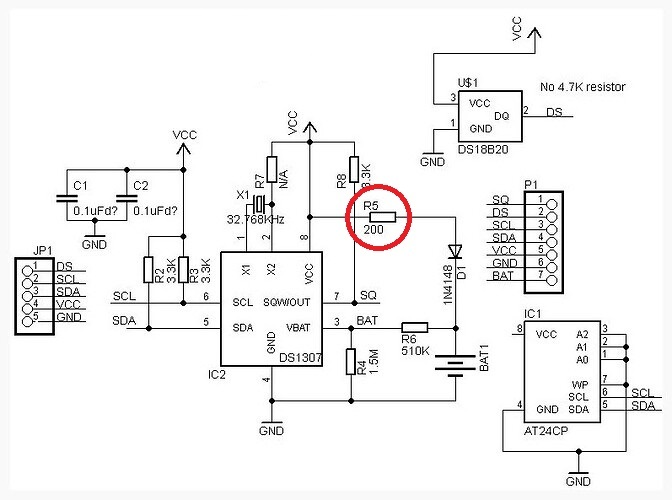 VCC
U$1
No 4.7K resistor
3
VCC
DQ
2
DS
1
GND
DS18B20
GND
VCC
VCC
C1
0.1uFd?
C2
0.1uFd?
GND
R7
N/A
R8
3.3K
X1
32.768KHz
R5
200
1N4148
D1
P1
SQ
1
DS
2
SCL
3
SDA
4
VCC
5
GND
6
BAT
7
JP1
1
DS
2
SCL
3
SDA
4
VCC
5
GND
R2
3.3K
R3
3.3K
1
2
8
X1
X2
VCC
SCL
6
SCL
SQW/OUT
7
SQ
SDA
5
SDA
VBAT
3
BAT
GND
DS1307
IC2
4
R4
1.5M
R6
510K
BAT1
GND
IC1
8
VCC
A2
3
A1
2
A0
1
WP
7
SCL
6
SCL
4
GND
SDA
5
SDA
AT24CP
GND